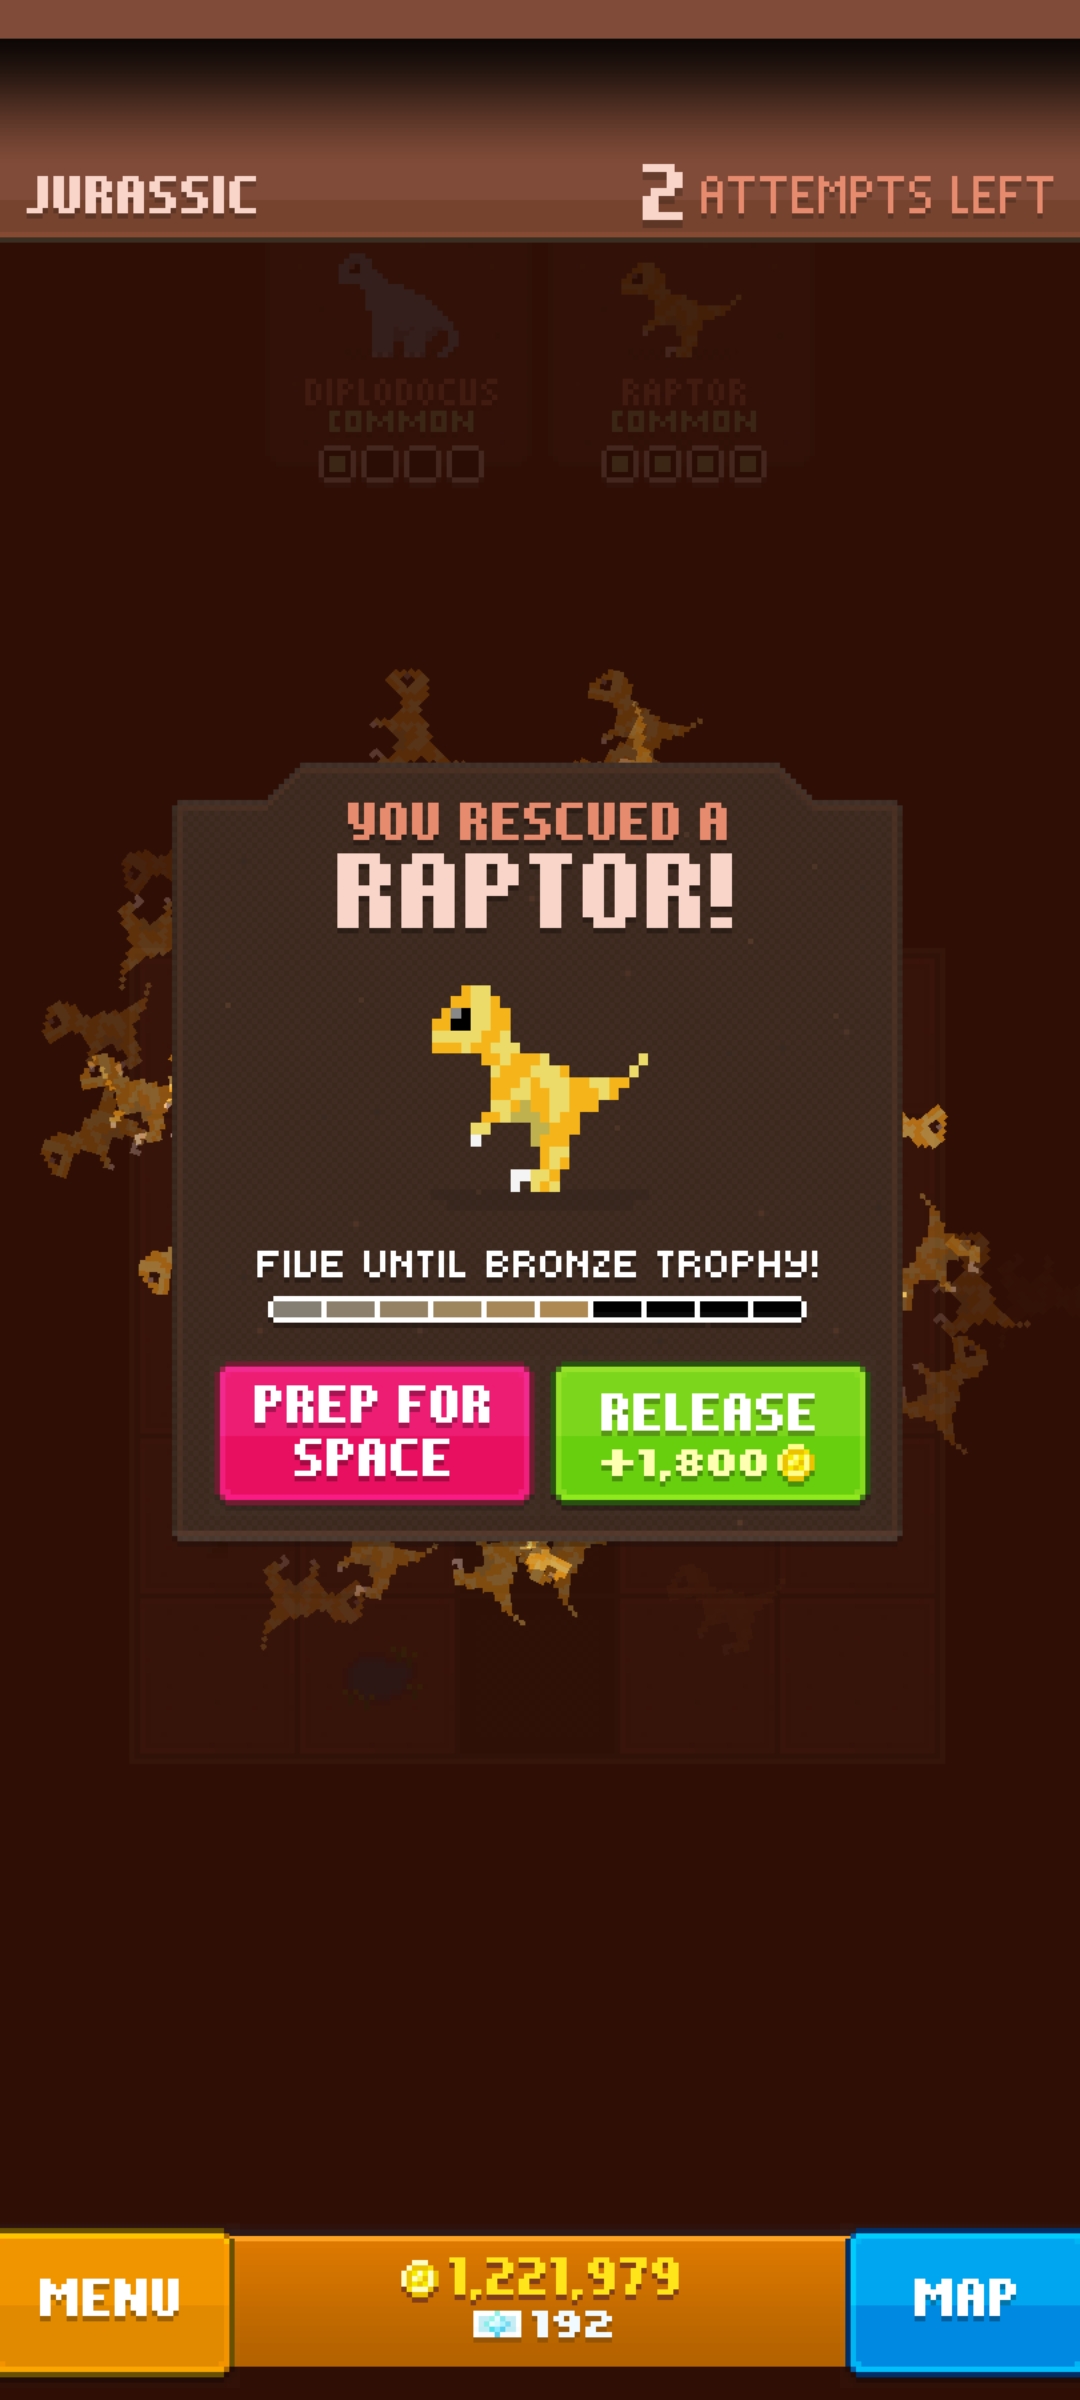 JURASSIC
2 ATTEMPTS LEFT
DIPLODOCUS
COMMON
RAPTOR
COMMON
YOU RESCUED A
RAPTOR!
FIVE UNTIL BRONZE TROPHY!
PREP FOR
SPACE
RELEASE
+1,800
MENU
1,221,979
192
MAP